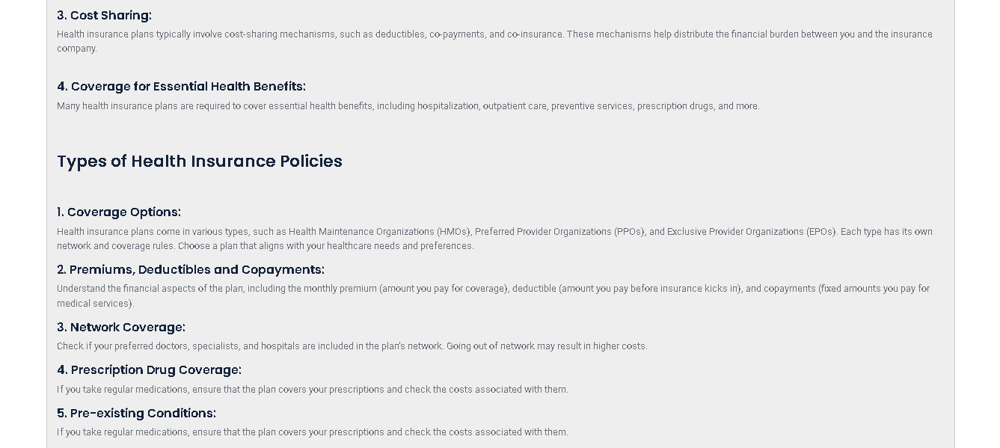 3. Cost Sharing:
Health insurance plans typically involve cost-sharing mechanisms, such as deductibles, co-payments, and co-insurance. These mechanisms help distribute the financial burden between you and the insurance
company.
4. Coverage for Essential Health Benefits:
Many health insurance plans are required to cover essential health benefits, including hospitalization, outpatient care, preventive services, prescription drugs, and more.
Types of Health Insurance Policies
1. Coverage Options:
Health insurance plans come in various types, such as Health Maintenance Organizations (HMOs), Preferred Provider Organizations (PPOs), and Exclusive Provider Organizations (EPOs). Each type has its own
network and coverage rules. Choose a plan that aligns with your healthcare needs and preferences.
2. Premiums, Deductibles and Copayments:
Understand the financial aspects of the plan, including the monthly premium (amount you pay for coverage), deductible (amount you pay before insurance kicks in), and copayments (fixed amounts you pay for
medical services).
3. Network Coverage:
Check if your preferred doctors, specialists, and hospitals are included in the plan's network. Going out of network may result in higher costs.
4. Prescription Drug Coverage:
If you take regular medications, ensure that the plan covers your prescriptions and check the costs associated with them.
5. Pre-existing Conditions:
If you take regular medications, ensure that the plan covers your prescriptions and check the costs associated with them.